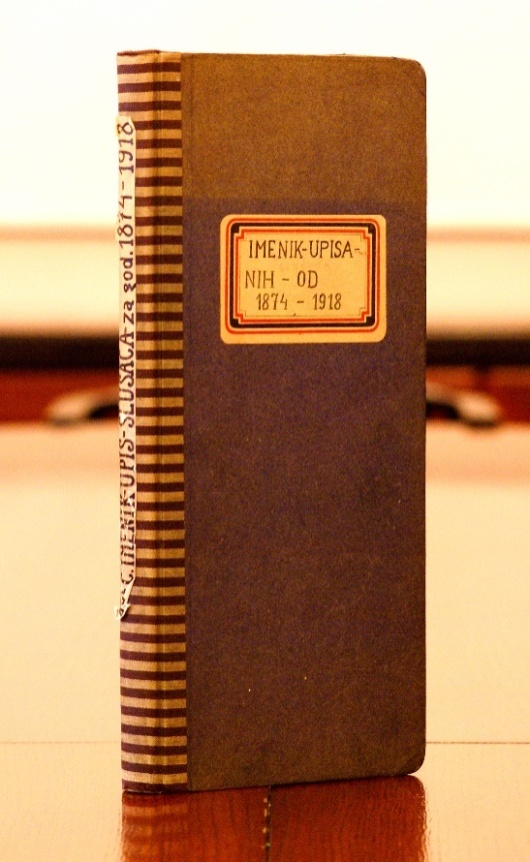 IMENIK-UPISA-
NIH - OD
1874 - 1918
IMENIK-UPIS-SLUŠAČA-za god.1874-1918